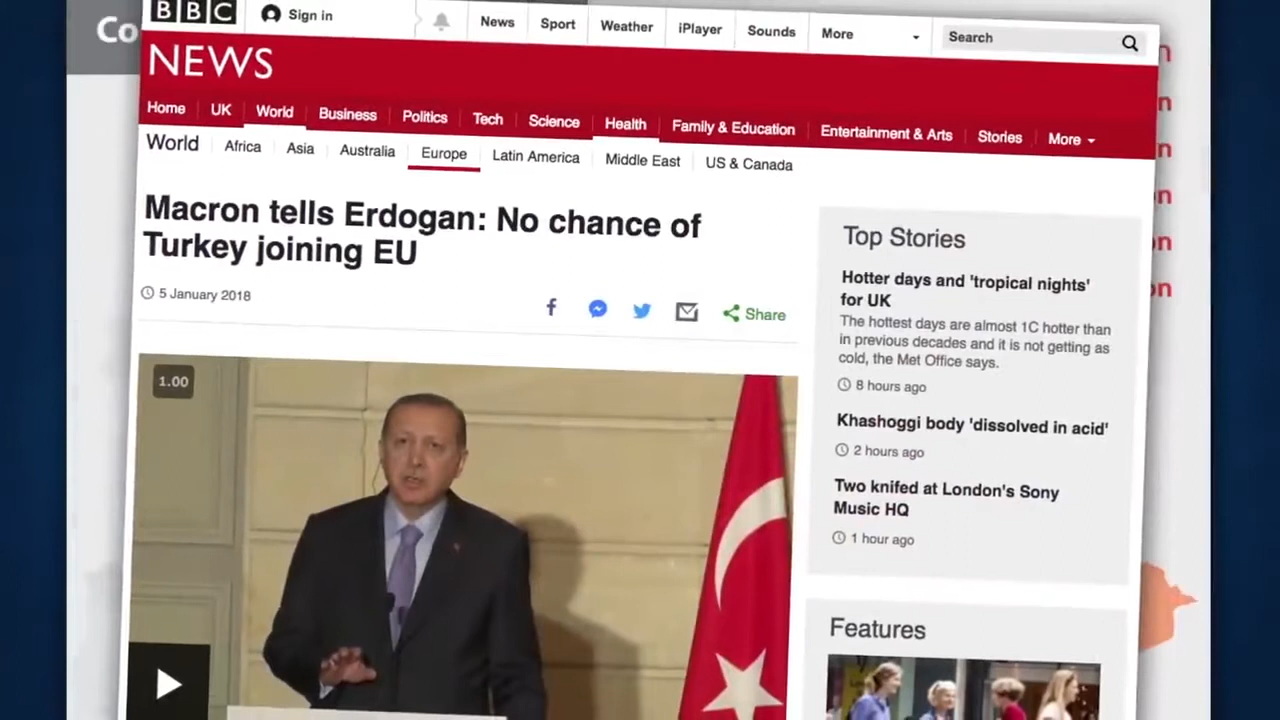 Co
BBC
Sign in
News
Sport
Weather
iPlayer
Sounds
More
Search
NEWS
Home
UK
World
Business
Politics
Tech
Science
Health
Family & Education
Entertainment & Arts
Stories
More
World
Africa
Asia
Australia
Europe
Latin America
Middle East
US & Canada
Macron tells Erdogan: No chance of
Turkey joining EU
5 January 2018
Share
1.00
Top Stories
Hotter days and 'tropical nights'
for UK
The hottest days are almost 1C hotter than
in previous decades and it is not getting as
cold, the Met Office says.
8 hours ago
Khashoggi body 'dissolved in acid'
2 hours ago
Two knifed at London's Sony
Music HQ
1 hour ago
Features